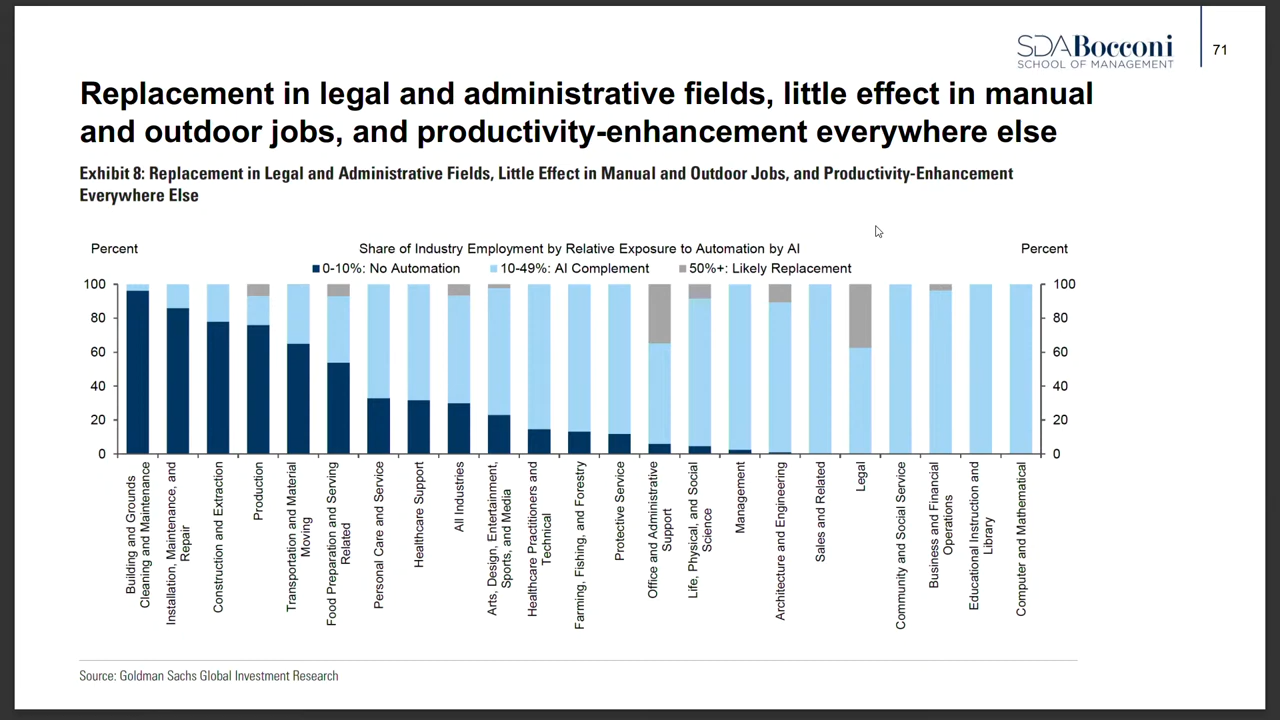 SDA Bocconi
SCHOOL OF MANAGEMENT
71
Replacement in legal and administrative fields, little effect in manual
and outdoor jobs, and productivity-enhancement everywhere else
Exhibit 8: Replacement in Legal and Administrative Fields, Little Effect in Manual and Outdoor Jobs, and Productivity-Enhancement
Everywhere Else
Percent
Share of Industry Employment by Relative Exposure to Automation by AI
Percent
0-10%: No Automation
10-49%: AI Complement
50%+: Likely Replacement
100
80
60
40
20
0
100
80
60
40
20
0
Building and Grounds
Cleaning and Maintenance
Installation, Maintenance, and
Repair
Construction and Extraction
Production
Transportation and Material
Moving
Food Preparation and Serving
Related
Personal Care and Service
Healthcare Support
All Industries
Arts, Design, Entertainment,
Sports, and Media
Healthcare Practitioners and
Technical
Farming, Fishing, and Forestry
Protective Service
Office and Administrative
Support
Life, Physical, and Social
Science
Management
Architecture and Engineering
Sales and Related
Legal
Community and Social Service
Business and Financial
Operations
Educational Instruction and
Library
Computer and Mathematical
Source: Goldman Sachs Global Investment Research